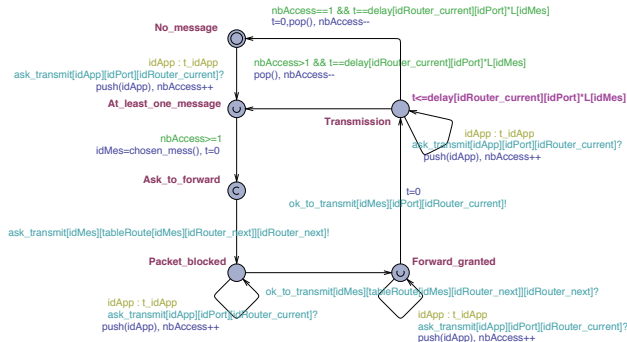 nbAccess==1 && t==delay[idRouter_current][idPort]*L[idMes]
t=0,pop(), nbAccess--
No_message
idApp : t_idApp
ask_transmit[idApp][idPort][idRouter_current]?
push(idApp), nbAccess++
nbAccess>1 && t==delay[idRouter_current][idPort]*L[idMes]
pop(), nbAccess--
At_least_one_message
t<=delay[idRouter_current][idPort]*L[idMes]
Transmission
idApp : t_idApp
ask_transmit[idApp][idPort][idRouter_current]?
push(idApp), nbAccess++
nbAccess>=1
idMes=chosen_mess(), t=0
Ask_to_forward
C
t=0
ok_to_transmit[idMes][idPort][idRouter_current]!
ask_transmit[idMes][tableRoute[idMes][idRouter_next]][idRouter_next]!
Packet_blocked
Forward_granted
ok_to_transmit[idMes][tableRoute[idMes][idRouter_next]][idRouter_next]?
idApp : t_idApp
ask_transmit[idApp][idPort][idRouter_current]?
push(idApp), nbAccess++
idApp : t_idApp
ask_transmit[idApp][idPort][idRouter_current]?
push(idApp), nbAccess++